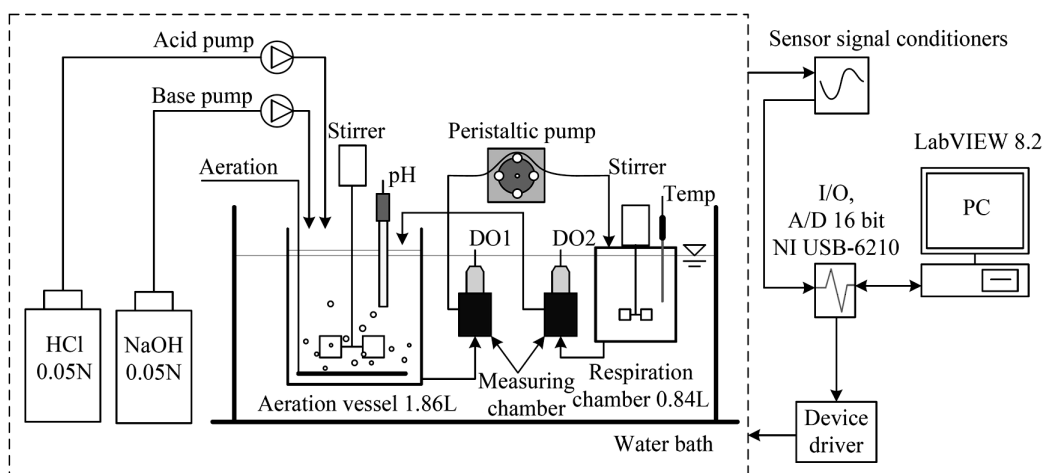 Acid pump
Sensor signal conditioners
Base pump
Stirrer
Peristaltic pump
LabVIEW 8.2
Aeration
pH
Stirrer
Temp
I/O,
A/D 16 bit
NI USB-6210
PC
DO1
DO2
HCl
0.05N
NaOH
0.05N
Aeration vessel 1.86L
Measuring
chamber
Respiration
chamber 0.84L
Water bath
Device
driver